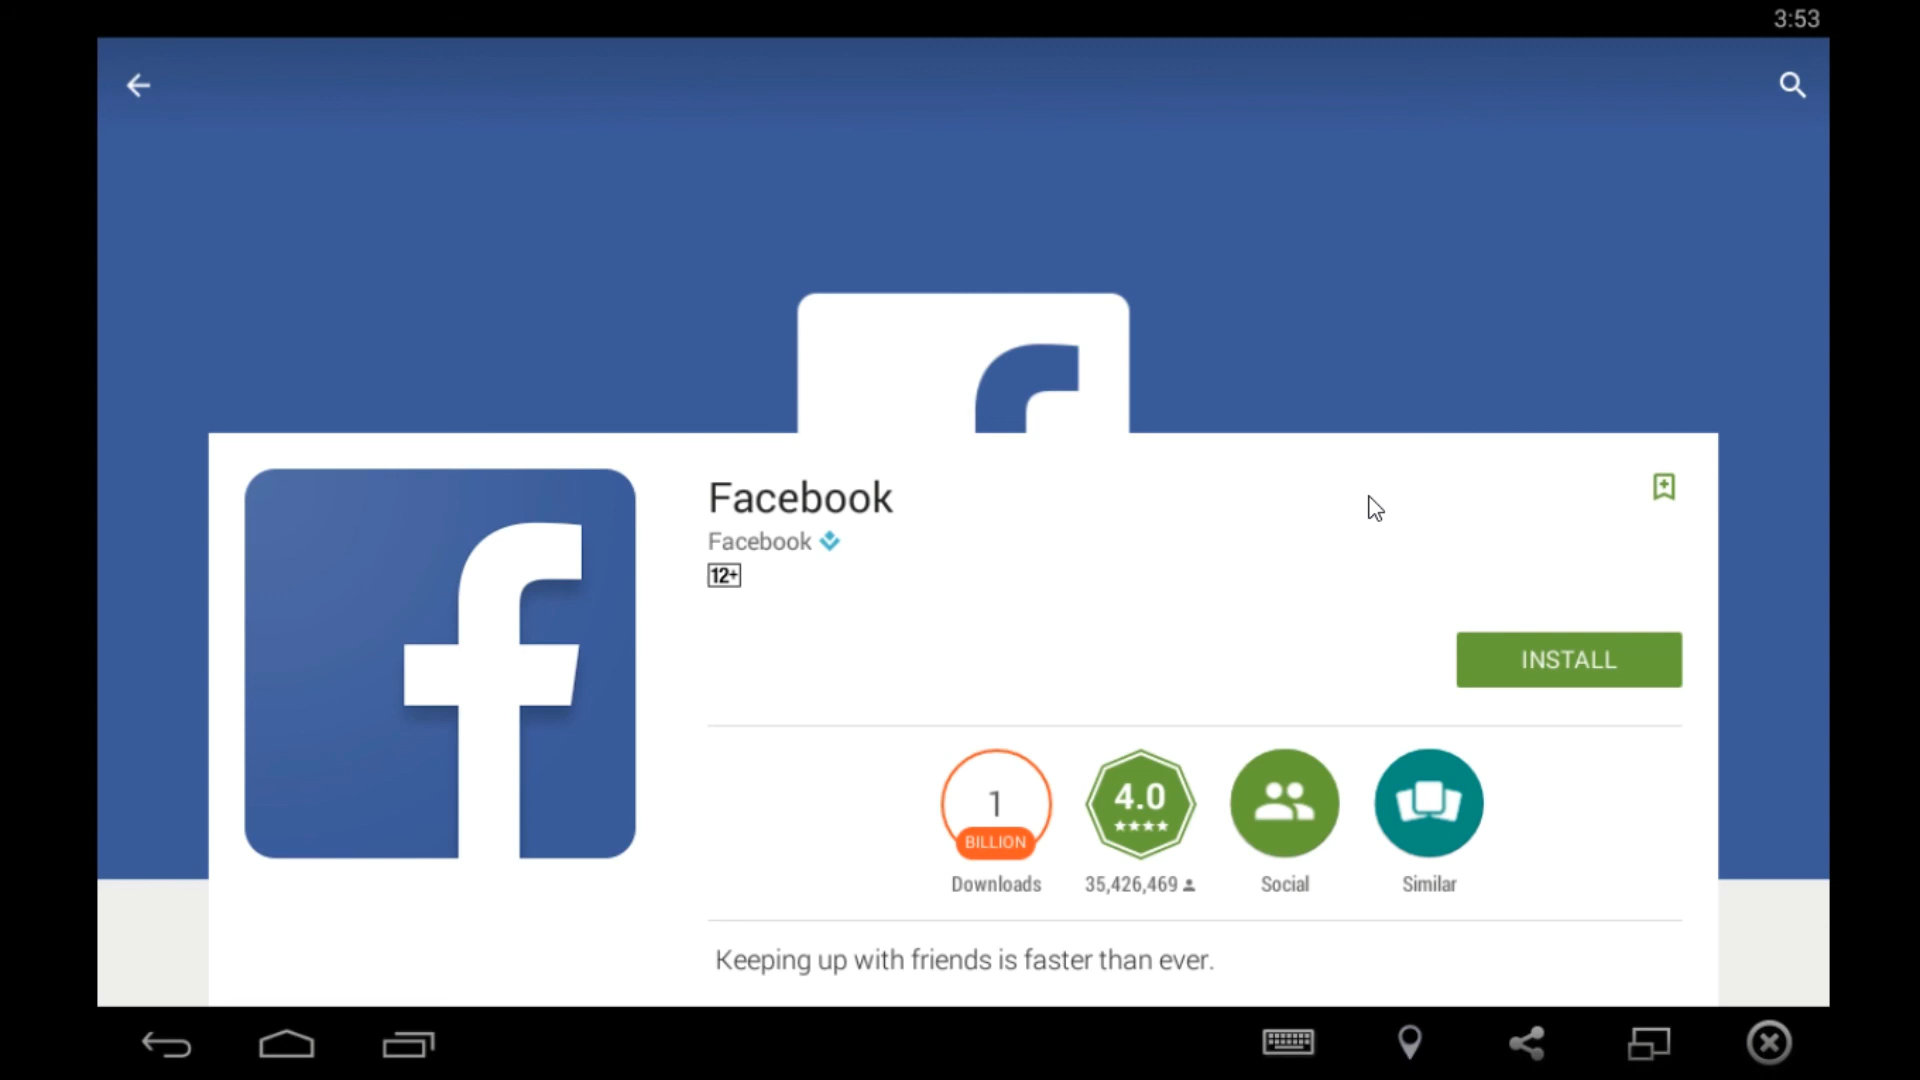 3:53
Facebook
Facebook
12+
INSTALL
1
BILLION
Downloads
4.0
35,426,469
Social
Similar
Keeping up with friends is faster than ever.